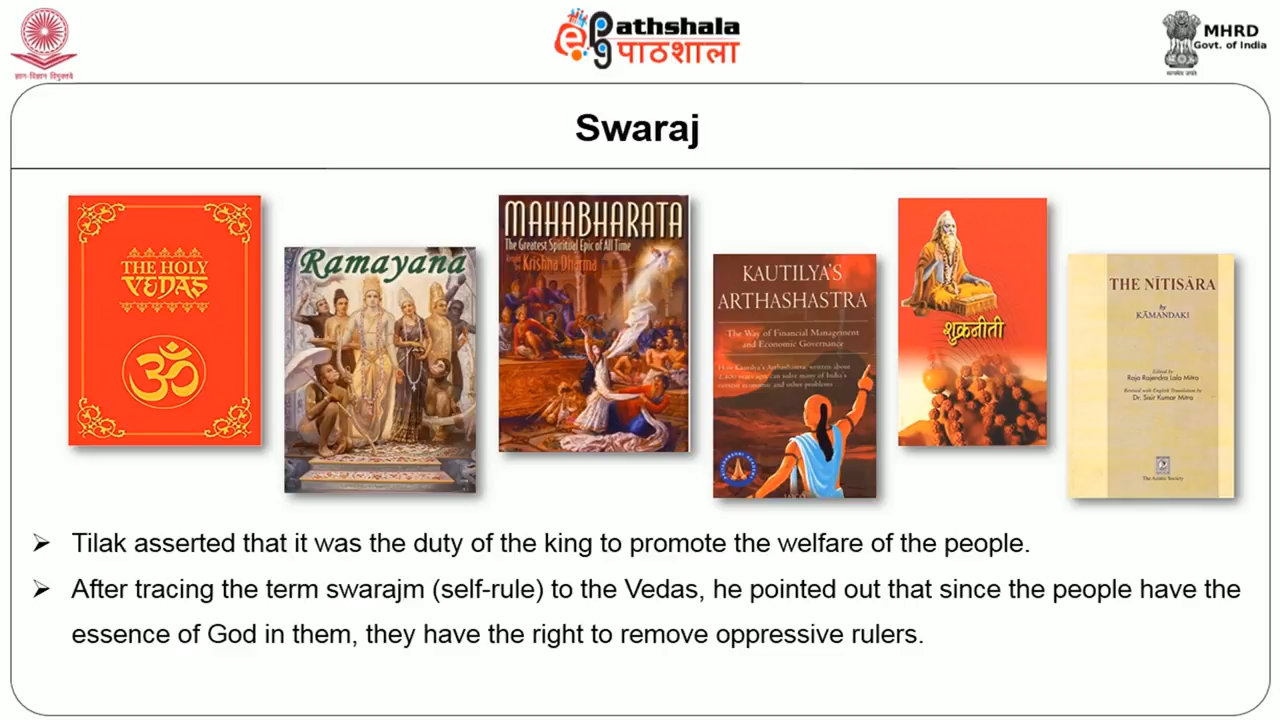 ज्ञान-विज्ञान विमुक्तये
ePathshala
पाठशाला
MHRD
Govt. of India
सत्यमेव जयते
Swaraj
THE HOLY
VEDAS
ॐ
Ramayana
MAHABHARATA
The Greatest Spiritual Epic of All Time
Krishna Dharma
KAUTILYA'S
ARTHASHASTRA
The Way of Financial Management
and Economic Governance
How Kautilya's Arthashastra, written about
2,400 years ago, can solve many of India's
current economic and other problems
शुक्रनीती
THE NĪTISĀRA
by
KĀMANDAKI
Edited by
Raja Rajendra Lala Mitra
Revised with English Translation by
Dr. Sisir Kumar Mitra
The Asiatic Society
➢ Tilak asserted that it was the duty of the king to promote the welfare of the people.
➢ After tracing the term swarajm (self-rule) to the Vedas, he pointed out that since the people have the
essence of God in them, they have the right to remove oppressive rulers.